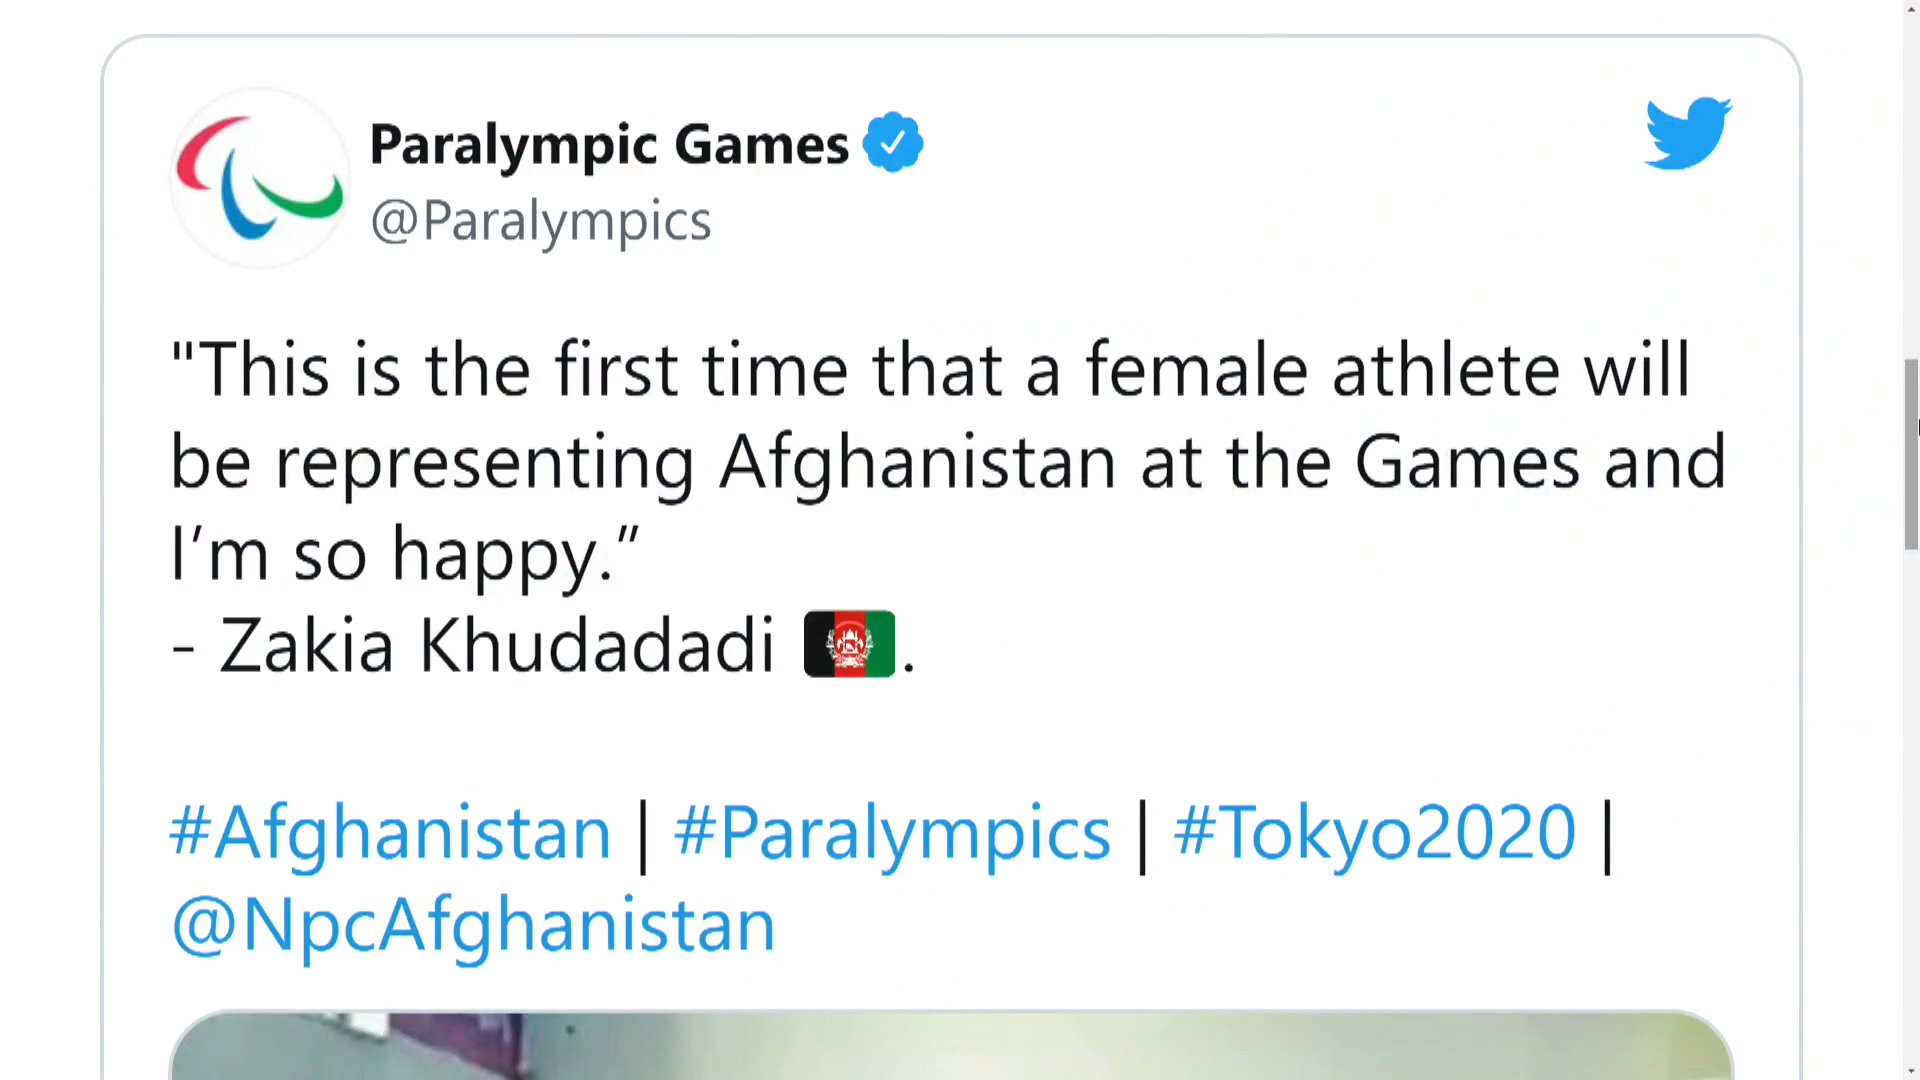 Paralympic Games
@Paralympics
"This is the first time that a female athlete will
be representing Afghanistan at the Games and
I’m so happy.”
- Zakia Khudadadi 🇦🇫.
#Afghanistan | #Paralympics | #Tokyo2020 |
@NpcAfghanistan